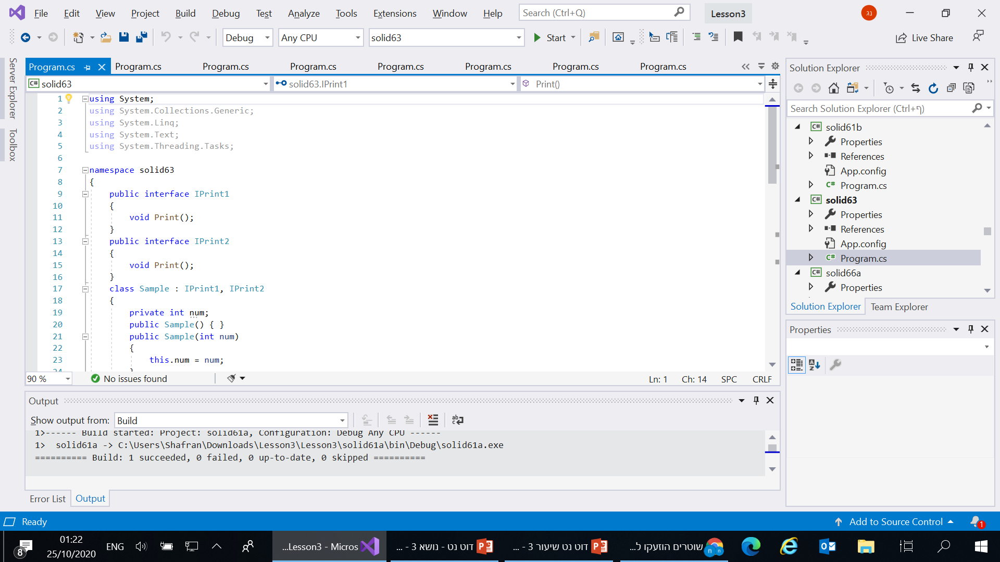 File Edit View Project Build Debug Test Analyze Tools Extensions Window Help Search (Ctrl+Q) Lesson3 נג
Debug Any CPU solid63 Start Live Share
Server Explorer
Toolbox
Program.cs Program.cs Program.cs Program.cs Program.cs Program.cs Program.cs Program.cs
C# solid63 solid63.IPrint1 Print()
1 using System;
2 using System.Collections.Generic;
3 using System.Linq;
4 using System.Text;
5 using System.Threading.Tasks;
6
7 namespace solid63
8 {
9 public interface IPrint1
10 {
11 void Print();
12 }
13 public interface IPrint2
14 {
15 void Print();
16 }
17 class Sample : IPrint1, IPrint2
18 {
19 private int num;
20 public Sample() { }
21 public Sample(int num)
22 {
23 this.num = num;
90 % No issues found Ln: 1 Ch: 14 SPC CRLF
Output
Show output from: Build
1>------ Build started: Project: solid61a, Configuration: Debug Any CPU ------
1> solid61a -> C:\Users\Shafran\Downloads\Lesson3\Lesson3\solid61a\bin\Debug\solid61a.exe
========== Build: 1 succeeded, 0 failed, 0 up-to-date, 0 skipped ==========
Error List Output
Solution Explorer
Search Solution Explorer (Ctrl+ף)
C# solid61b
Properties
References
App.config
C# Program.cs
C# solid63
Properties
References
App.config
C# Program.cs
C# solid66a
Properties
Solution Explorer Team Explorer
Properties
Ready Add to Source Control 1
8 01:22
25/10/2020
ENG
...Lesson3 - Micros
דוט נט - נושא 3 - ...
דוט נט שיעור 3 - ...
שוטרים הוזעקו ל...